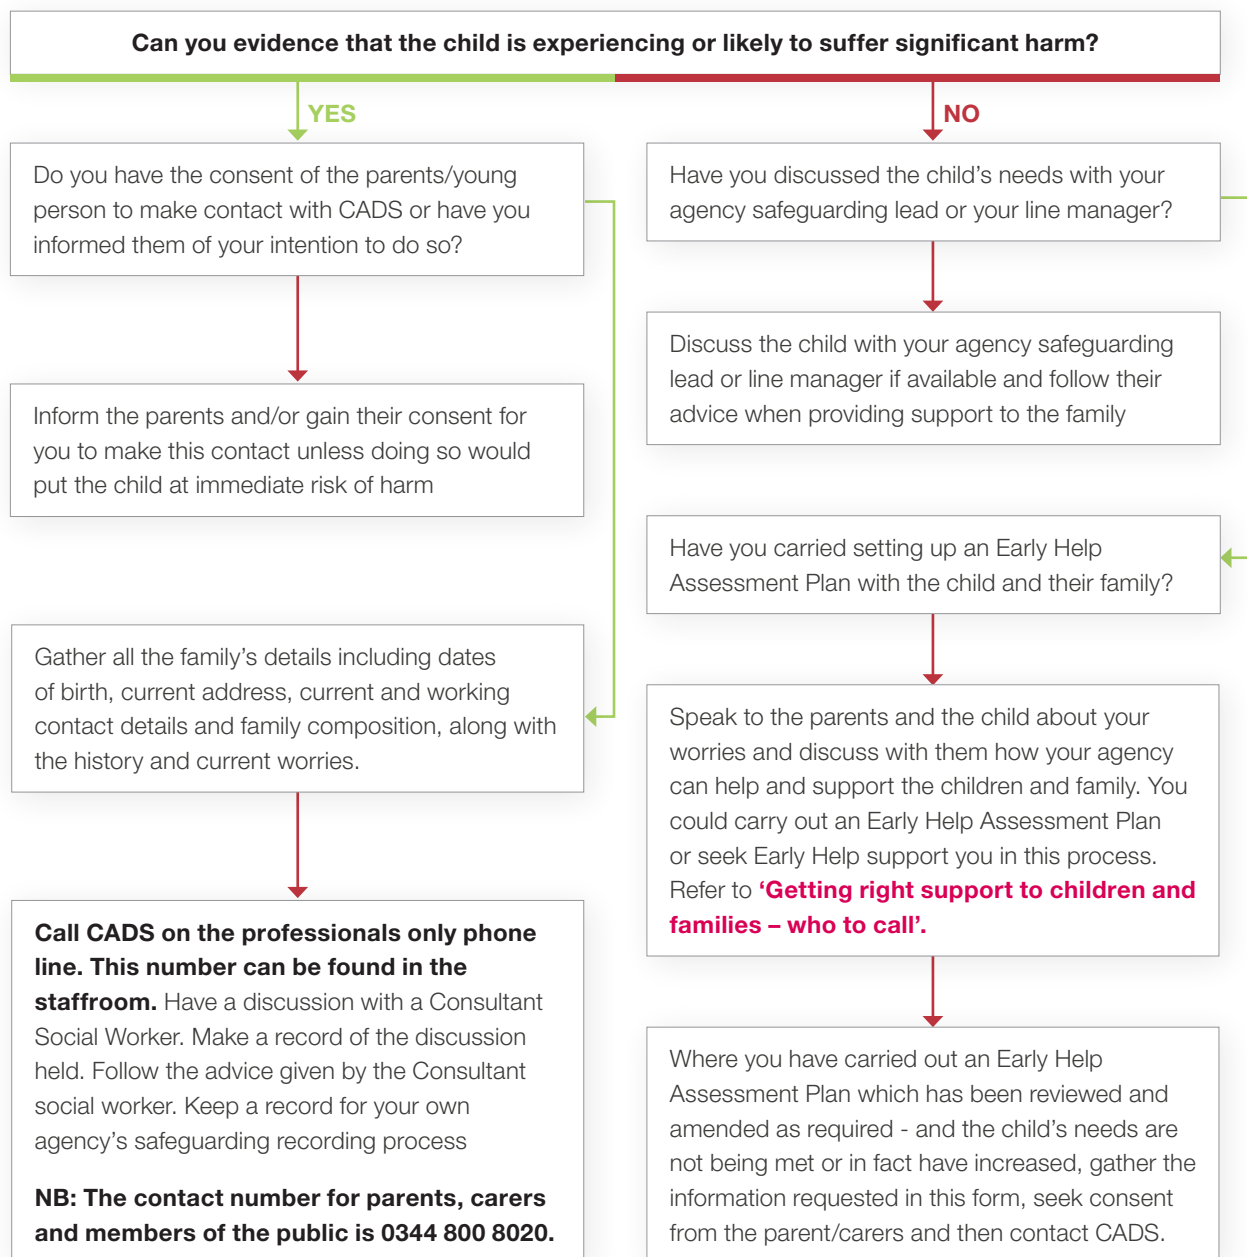 Can you evidence that the child is experiencing or likely to suffer significant harm?
YES
Do you have the consent of the parents/young
person to make contact with CADS or have you
informed them of your intention to do so?
Inform the parents and/or gain their consent for
you to make this contact unless doing so would
put the child at immediate risk of harm
Gather all the family’s details including dates
of birth, current address, current and working
contact details and family composition, along with
the history and current worries.
Call CADS on the professionals only phone
line. This number can be found in the
staffroom. Have a discussion with a Consultant
Social Worker. Make a record of the discussion
held. Follow the advice given by the Consultant
social worker. Keep a record for your own
agency’s safeguarding recording process
NB: The contact number for parents, carers
and members of the public is 0344 800 8020.
NO
Have you discussed the child’s needs with your
agency safeguarding lead or your line manager?
Discuss the child with your agency safeguarding
lead or line manager if available and follow their
advice when providing support to the family
Have you carried setting up an Early Help
Assessment Plan with the child and their family?
Speak to the parents and the child about your
worries and discuss with them how your agency
can help and support the children and family. You
could carry out an Early Help Assessment Plan
or seek Early Help support you in this process.
Refer to ‘Getting right support to children and
families – who to call’.
Where you have carried out an Early Help
Assessment Plan which has been reviewed and
amended as required - and the child’s needs are
not being met or in fact have increased, gather the
information requested in this form, seek consent
from the parent/carers and then contact CADS.